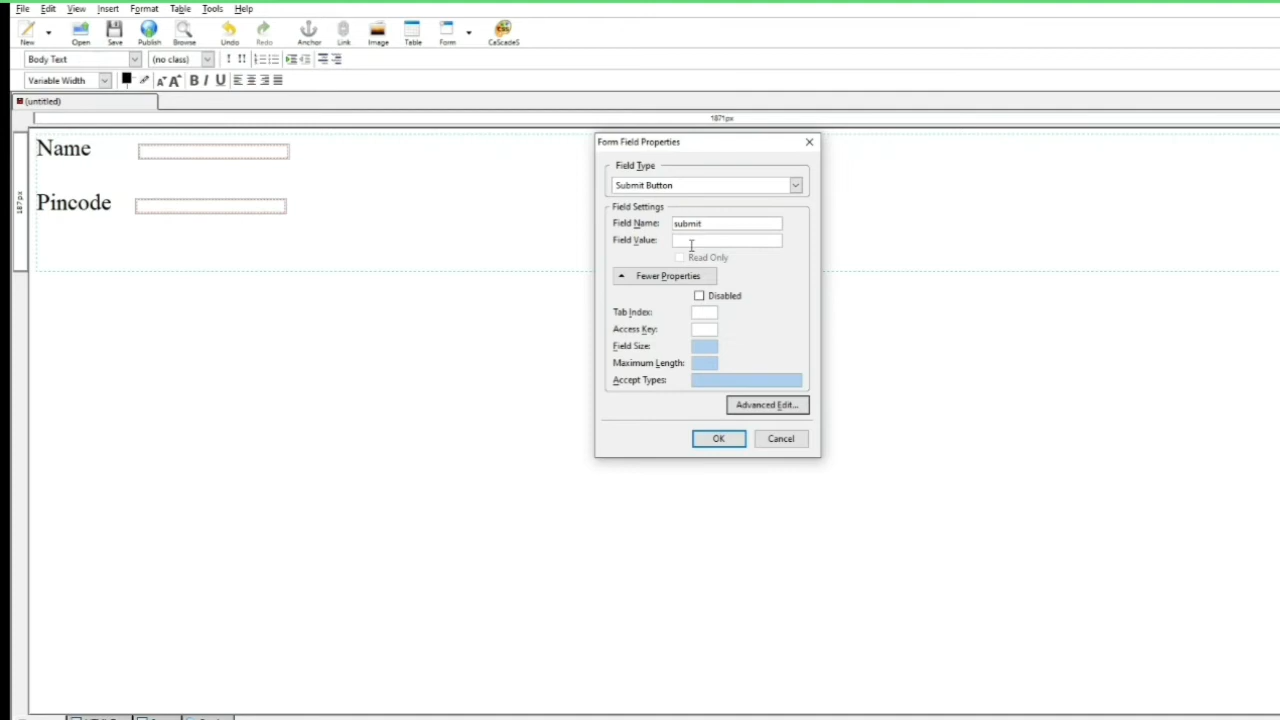 File Edit View Insert Format Table Tools Help
New Open Save Publish Browse Undo Redo Anchor Link Image Table Form CaScadeS
Body Text (no class)
Variable Width
(untitled)
1871px
187px
Name
Pincode
Form Field Properties
Field Type
Submit Button
Field Settings
Field Name: submit
Field Value:
Read Only
Fewer Properties
Disabled
Tab Index:
Access Key:
Field Size:
Maximum Length:
Accept Types:
Advanced Edit...
OK Cancel